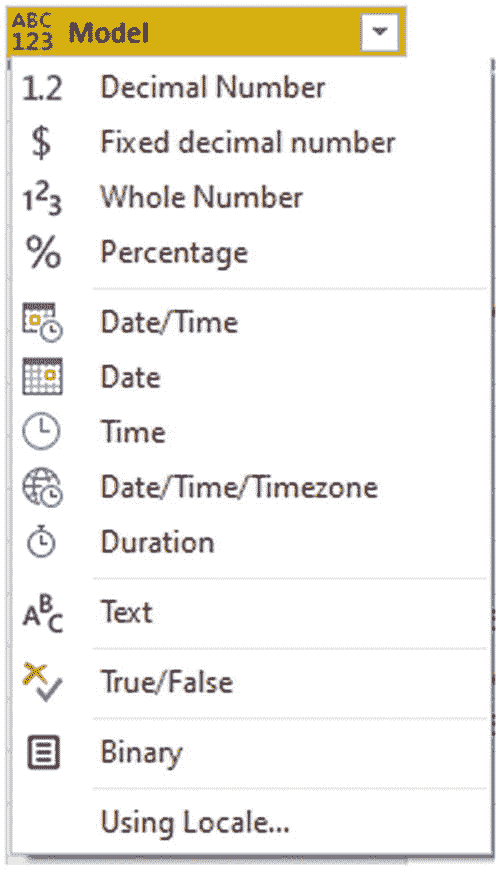 ABC
123 Model
1.2 Decimal Number
$ Fixed decimal number
123 Whole Number
% Percentage
Date/Time
Date
Time
Date/Time/Timezone
Duration
ABC Text
True/False
Binary
Using Locale...